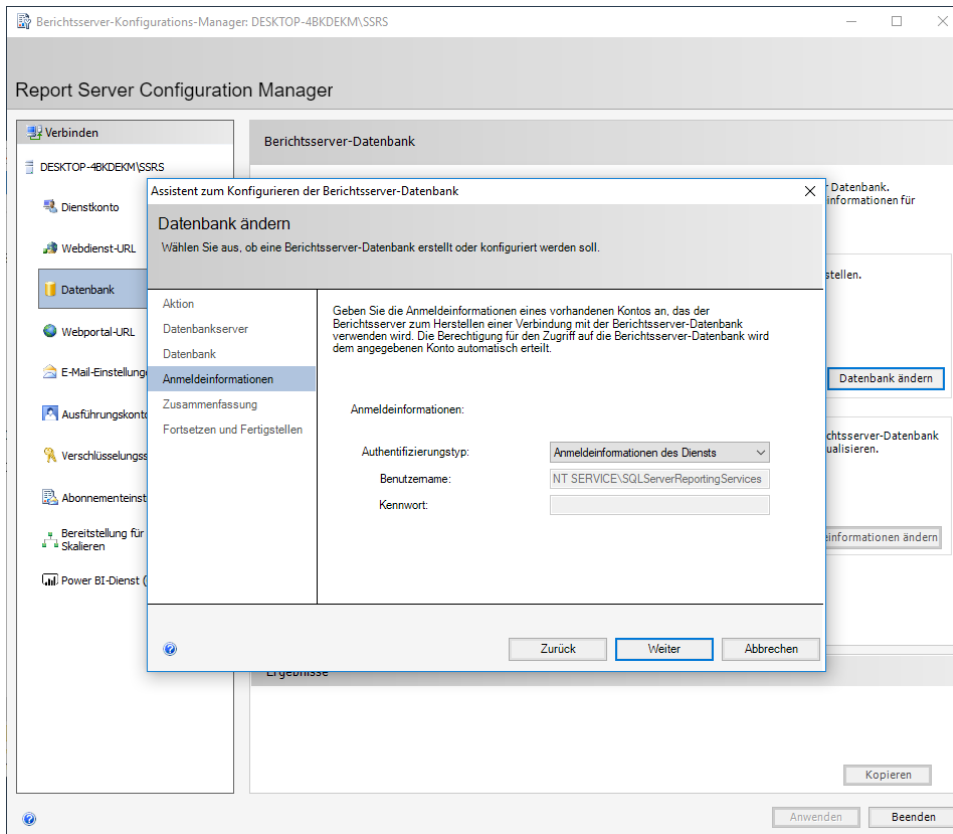 Berichtsserver-Konfigurations-Manager: DESKTOP-4BKDEKM\SSRS
Report Server Configuration Manager
Verbinden
DESKTOP-4BKDEKM\SSRS
Dienstkonto
Webdienst-URL
Datenbank
Webportal-URL
E-Mail-Einstellung
Ausführungskonto
Verschlüsselungss
Abonnementeinst
Bereitstellung für
Skalieren
Power BI-Dienst (
Berichtsserver-Datenbank
Datenbank.
informationen für
stellen.
Datenbank ändern
chtsserver-Datenbank
ualisieren.
einformationen ändern
Assistent zum Konfigurieren der Berichtsserver-Datenbank
Datenbank ändern
Wählen Sie aus, ob eine Berichtsserver-Datenbank erstellt oder konfiguriert werden soll.
Aktion
Datenbankserver
Datenbank
Anmeldeinformationen
Zusammenfassung
Fortsetzen und Fertigstellen
Geben Sie die Anmeldeinformationen eines vorhandenen Kontos an, das der
Berichtsserver zum Herstellen einer Verbindung mit der Berichtsserver-Datenbank
verwenden wird. Die Berechtigung für den Zugriff auf die Berichtsserver-Datenbank wird
dem angegebenen Konto automatisch erteilt.
Anmeldeinformationen:
Authentifizierungstyp:
Anmeldeinformationen des Diensts
Benutzername:
NT SERVICE\SQLServerReportingServices
Kennwort:
Zurück
Weiter
Abbrechen
Ergebnisse
Kopieren
Anwenden
Beenden